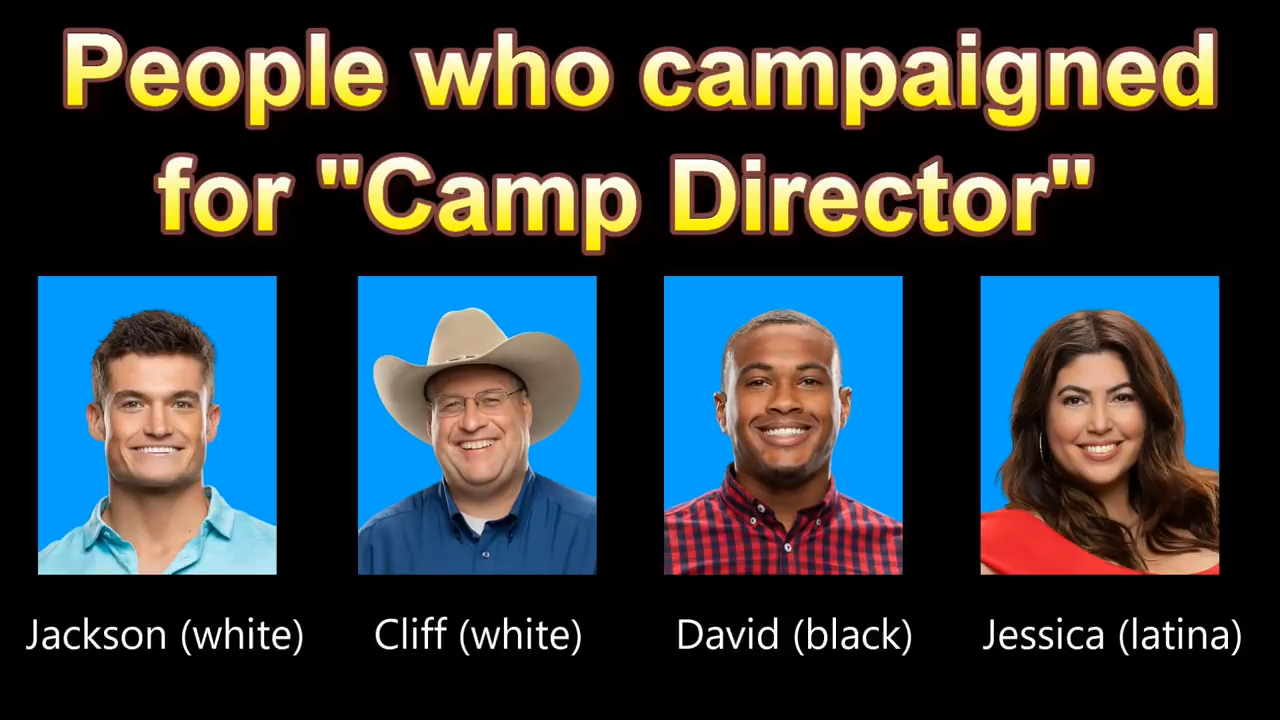 People who campaigned
for "Camp Director"
Jackson (white)
Cliff (white)
David (black)
Jessica (latina)